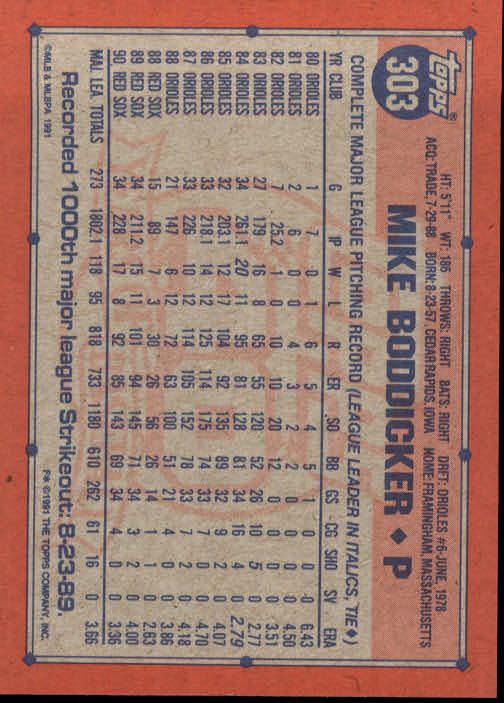 topps®
303
HT: 5'11" WT: 186 THROWS: RIGHT BATS: RIGHT DRFT: ORIOLES #6-JUNE, 1978
ACQ: TRADE, 7-29-88 BORN: 8-23-57, CEDAR RAPIDS, IOWA HOME: FRAMINGHAM, MASSACHUSETTS
MIKE BODDICKER ♦ P
COMPLETE MAJOR LEAGUE PITCHING RECORD (LEAGUE LEADER IN ITALICS, TIE♦)
YR CLUB G IP W L R ER SO BB GS CG SHO SV ERA
80 ORIOLES 1 7 0 1 6 5 4 5 1 0 0 0 6.43
81 ORIOLES 2 6 0 0 4 3 2 2 0 0 0 0 4.50
82 ORIOLES 7 25.2 1 0 10 10 20 12 0 0 0 0 3.51
83 ORIOLES 27 179 16 8 65 55 120 52 26 10 5 0 2.77
84 ORIOLES 34 261.1 20 11 95 81 128 81 34 16 4 0 2.79
85 ORIOLES 32 203.1 12 17 104 92 135 89 32 9 2 0 4.07
86 ORIOLES 33 218.1 14 12 125 114 175 74 33 7 0 0 4.70
87 ORIOLES 33 226 10 12 114 105 152 78 33 7 2 0 4.18
88 ORIOLES 21 147 6 12 72 63 100 51 21 4 0 0 3.86
88 RED SOX 15 89 7 3 30 26 56 26 14 1 0 0 2.63
89 RED SOX 34 211.2 15 11 101 94 145 71 34 3 2 0 4.00
90 RED SOX 34 228 17 8 92 85 143 69 34 4 0 0 3.36
MAJ. LEA. TOTALS 273 1802.1 118 95 818 733 1180 610 262 61 16 0 3.66
Recorded 1000th major league Strikeout: 8-23-89.
©MLB & MLBPA 1991
F* ©1991 THE TOPPS COMPANY, INC.